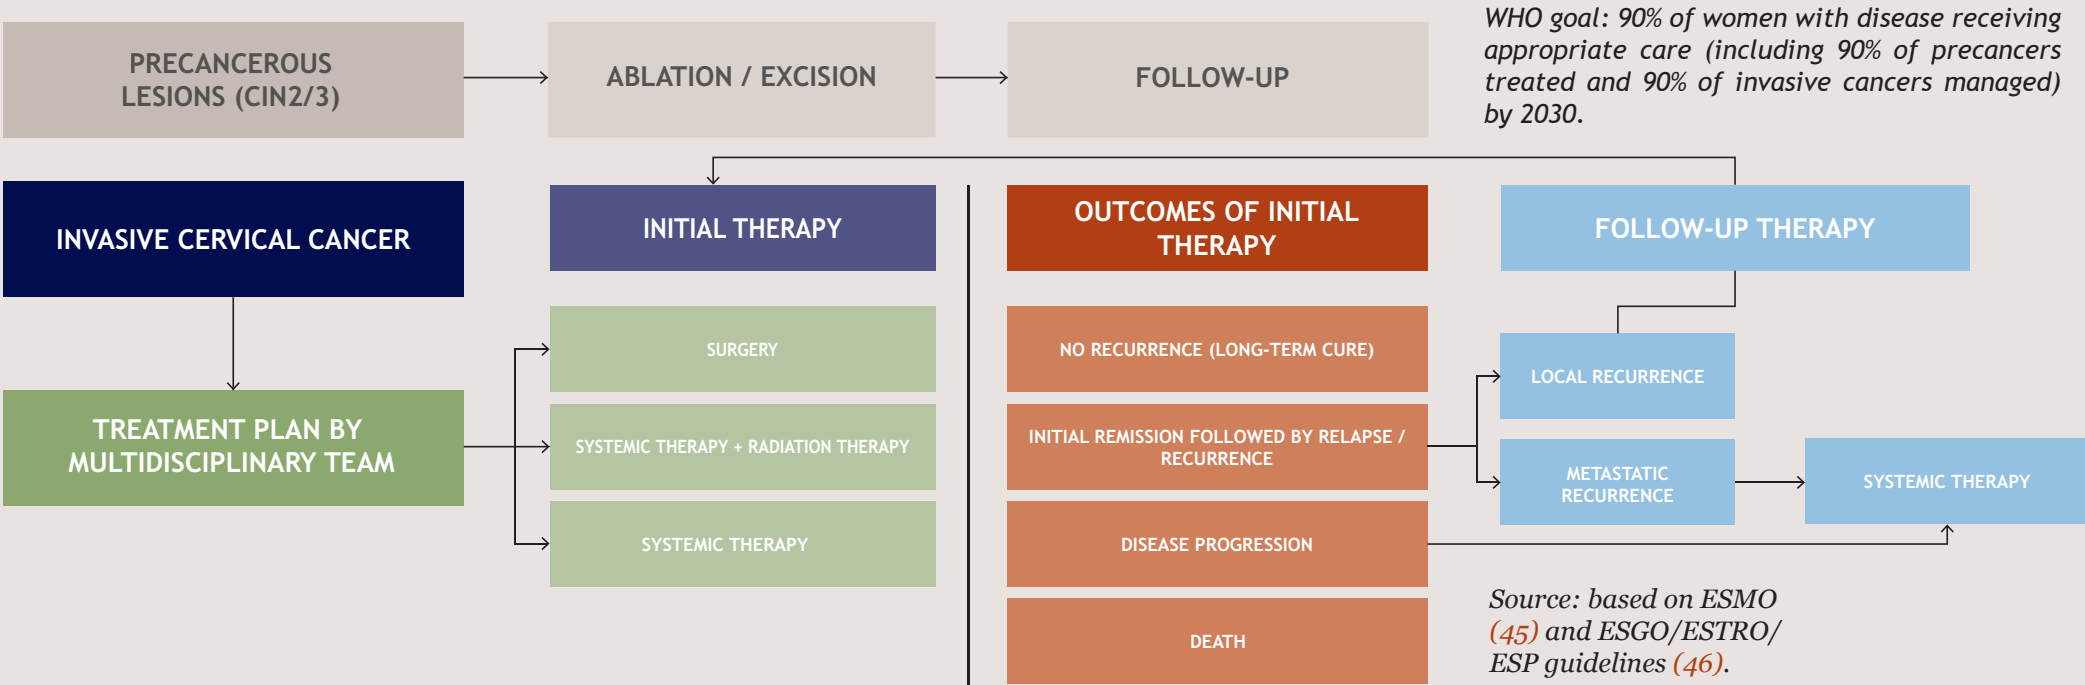 PRECANCEROUS
LESIONS (CIN2/3)
ABLATION / EXCISION
FOLLOW-UP
WHO goal: 90% of women with disease receiving
appropriate care (including 90% of precancers
treated and 90% of invasive cancers managed)
by 2030.
INVASIVE CERVICAL CANCER
INITIAL THERAPY
OUTCOMES OF INITIAL
THERAPY
FOLLOW-UP THERAPY
TREATMENT PLAN BY
MULTIDISCIPLINARY TEAM
SURGERY
SYSTEMIC THERAPY + RADIATION THERAPY
SYSTEMIC THERAPY
NO RECURRENCE (LONG-TERM CURE)
INITIAL REMISSION FOLLOWED BY RELAPSE /
RECURRENCE
DISEASE PROGRESSION
DEATH
LOCAL RECURRENCE
METASTATIC
RECURRENCE
SYSTEMIC THERAPY
Source: based on ESMO
(45) and ESGO/ESTRO/
ESP guidelines (46).